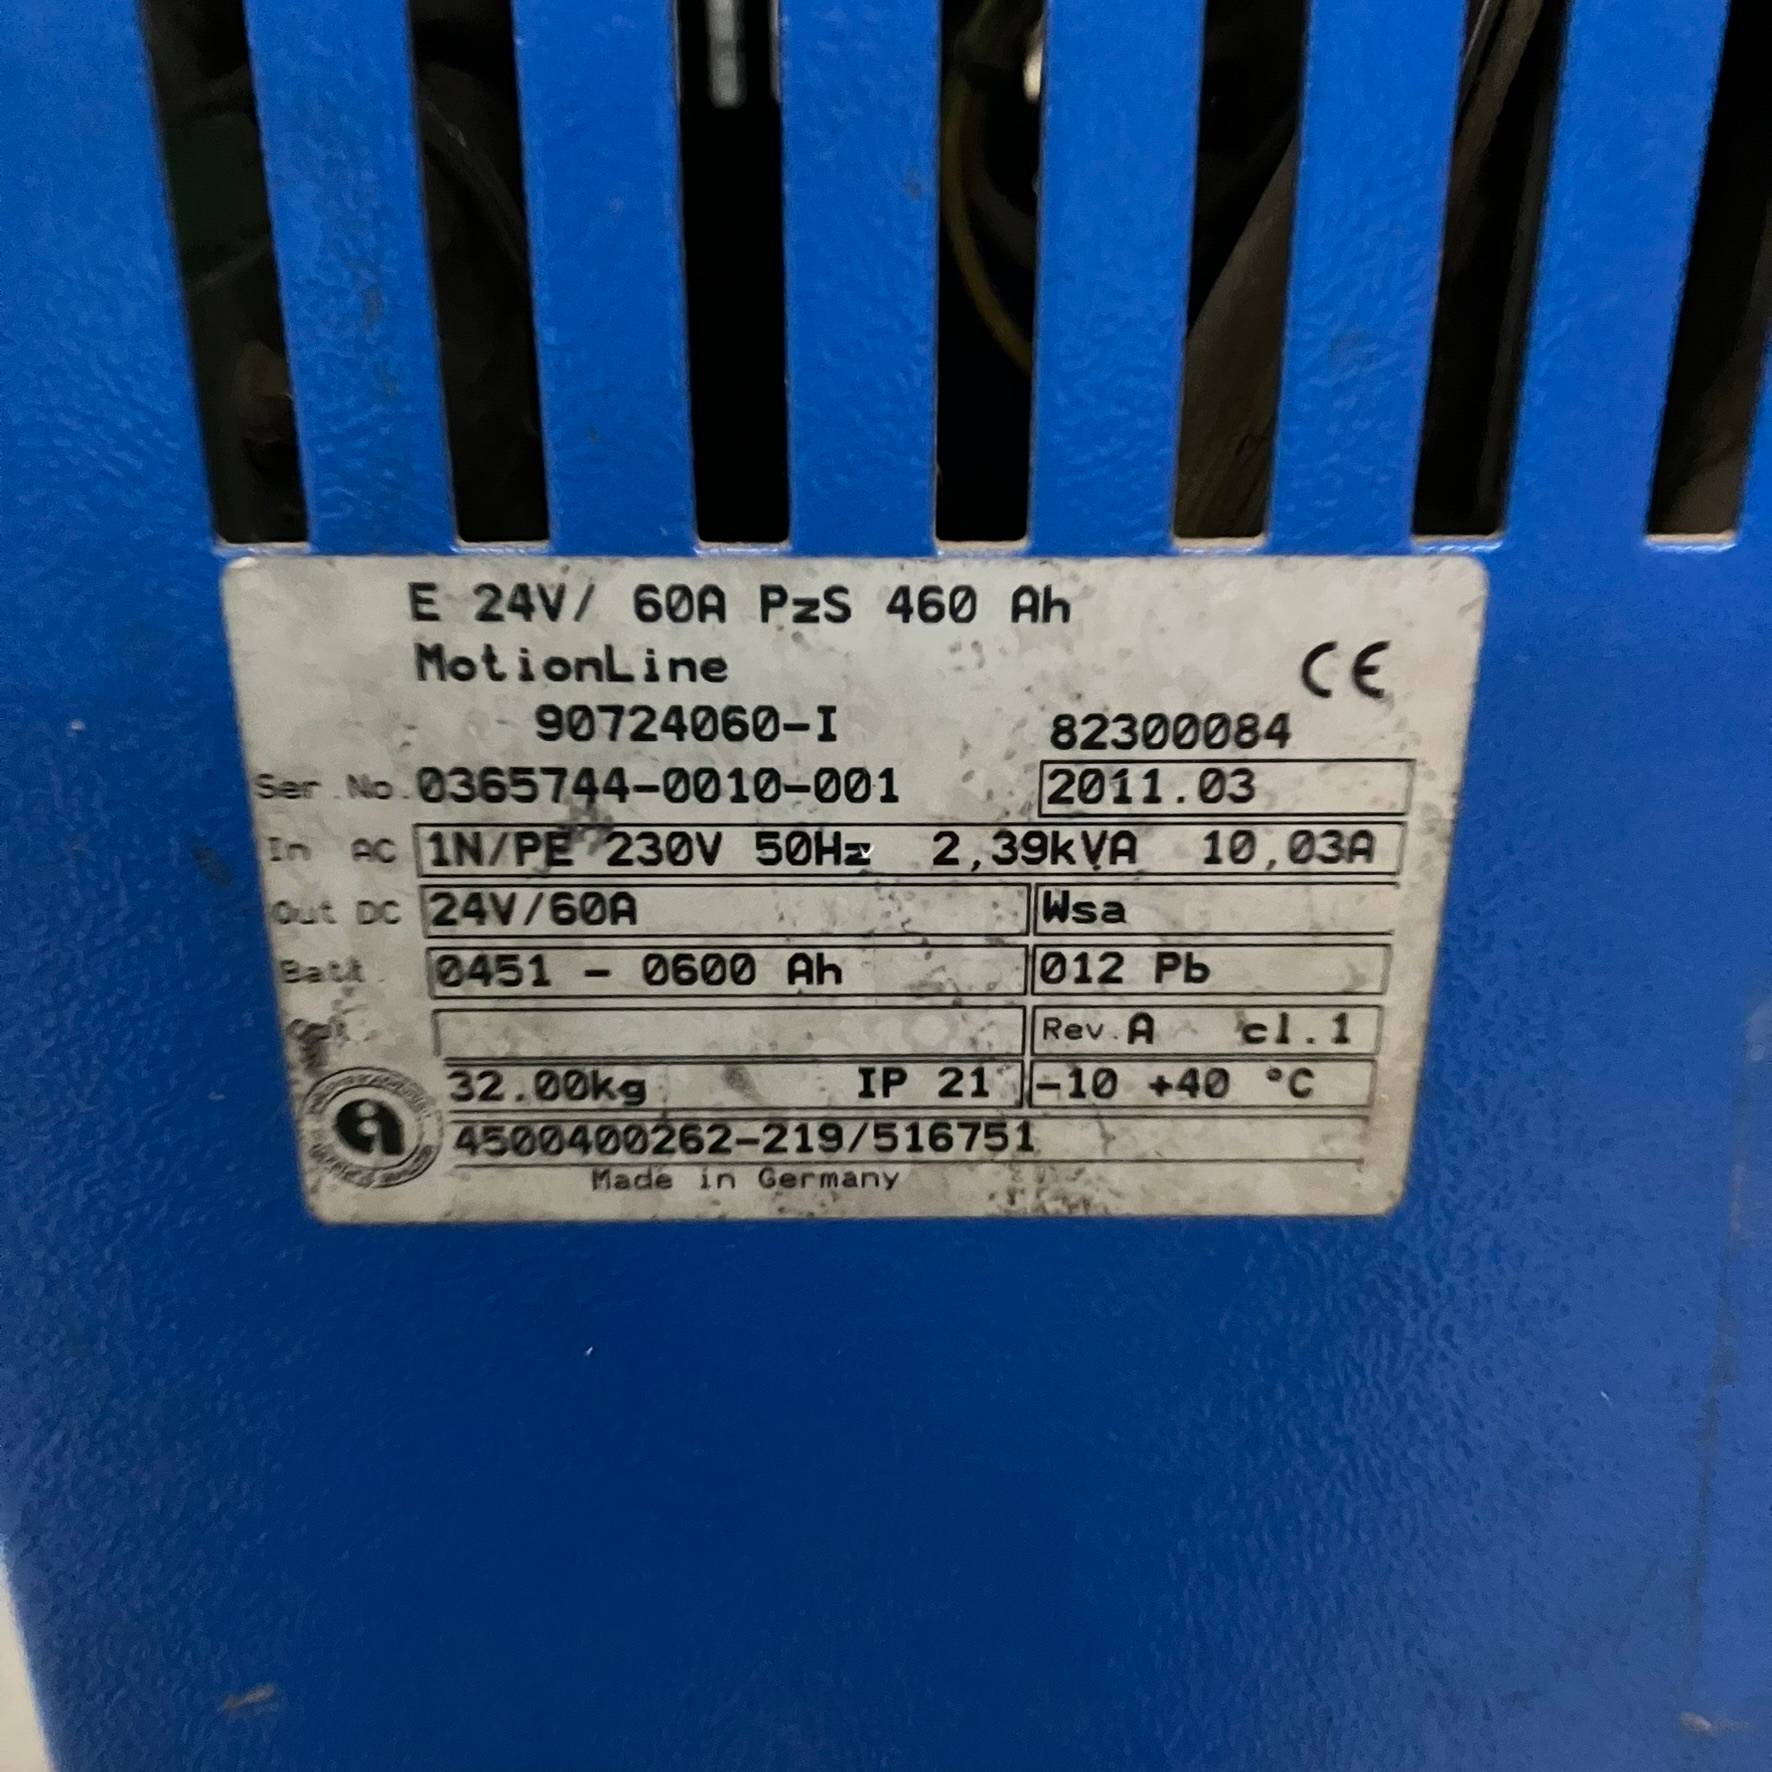 E 24V/ 60A PzS 460 Ah
MotionLine
CE
90724060-I 82300084
Ser.No. 0365744-0010-001 2011.03
In AC 1N/PE 230V 50Hz 2,39kVA 10,03A
Out DC 24V/60A Wsa
Batt. 0451 - 0600 Ah 012 Pb
Rev.A cl.1
32.00kg IP 21 -10 +40 °C
4500400262-219/516751
Made in Germany